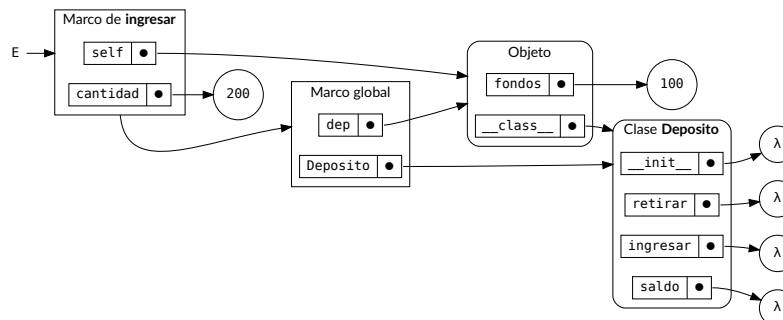 Marco de ingresar
E
self
cantidad
200
Marco global
dep
Deposito
Objeto
fondos
100
__class__
Clase Deposito
__init__
λ
retirar
λ
ingresar
λ
saldo
λ